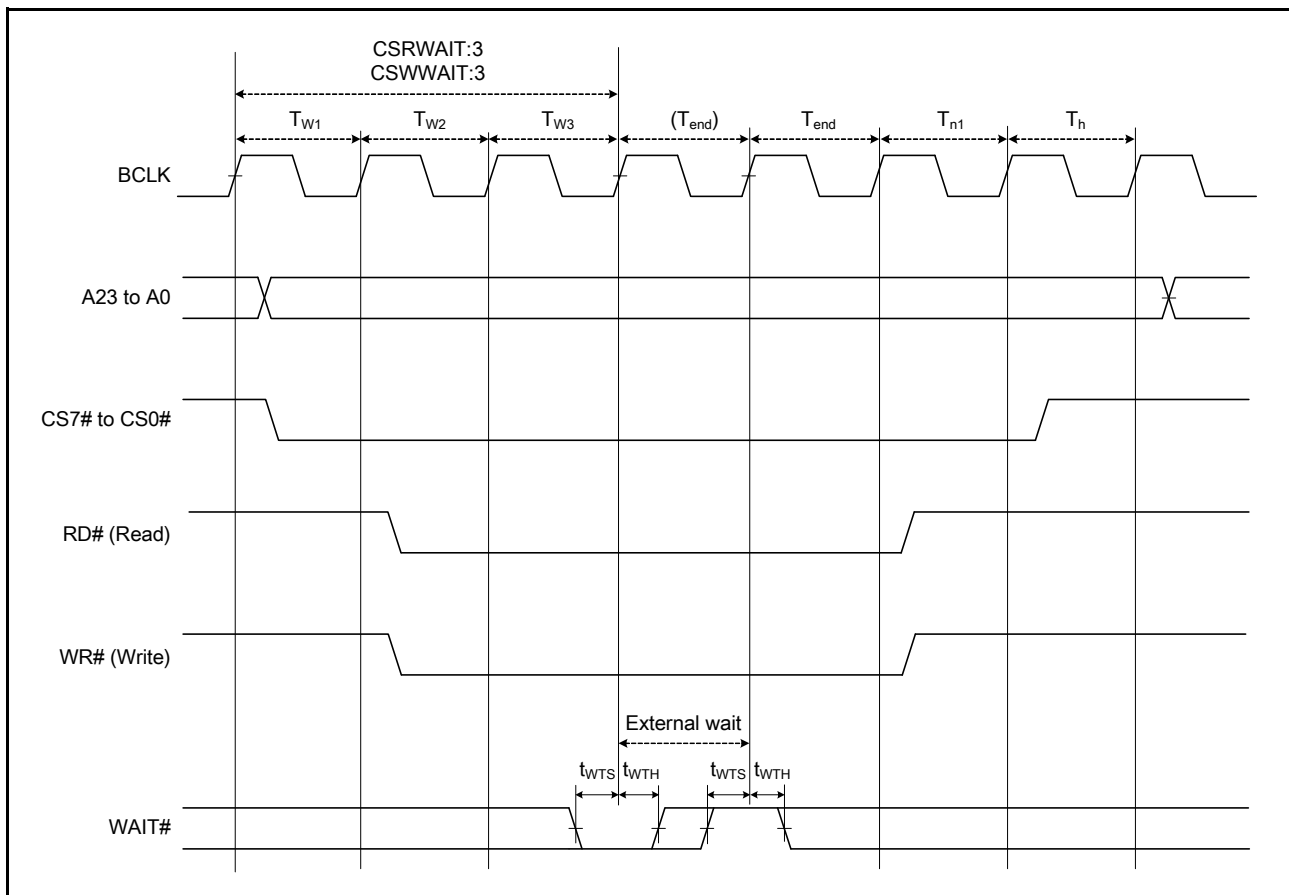 CSRWAIT:3
CSWWAIT:3
TW1 TW2 TW3 (Tend) Tend Tn1 Th
BCLK
A23 to A0
CS7# to CS0#
RD# (Read)
WR# (Write)
External wait
tWTS tWTH tWTS tWTH
WAIT#